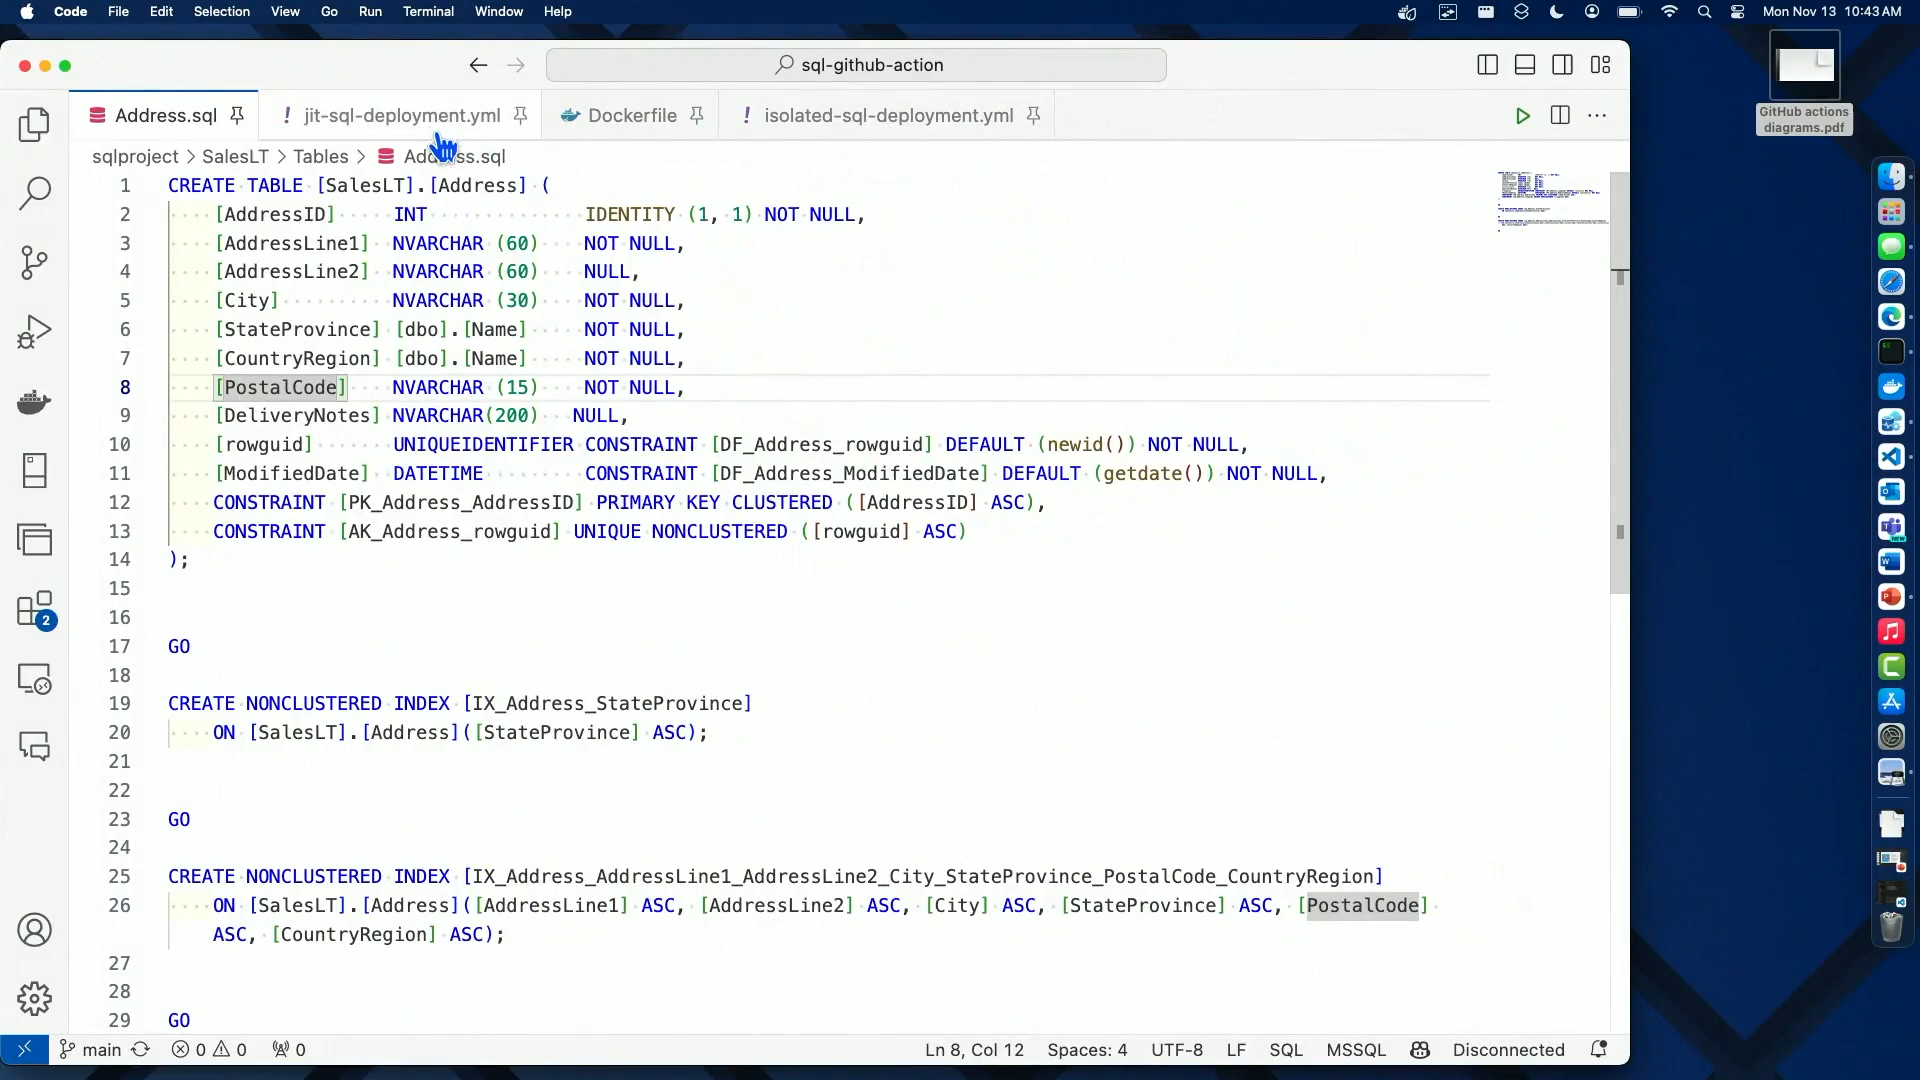 Code File Edit Selection View Go Run Terminal Window Help
Mon Nov 13 10:43 AM
sql-github-action
Address.sql
jit-sql-deployment.yml
Dockerfile
isolated-sql-deployment.yml
sqlproject > SalesLT > Tables > Address.sql
1 CREATE TABLE [SalesLT].[Address] (
2 [AddressID] INT IDENTITY (1, 1) NOT NULL,
3 [AddressLine1] NVARCHAR (60) NOT NULL,
4 [AddressLine2] NVARCHAR (60) NULL,
5 [City] NVARCHAR (30) NOT NULL,
6 [StateProvince] [dbo].[Name] NOT NULL,
7 [CountryRegion] [dbo].[Name] NOT NULL,
8 [PostalCode] NVARCHAR (15) NOT NULL,
9 [DeliveryNotes] NVARCHAR(200) NULL,
10 [rowguid] UNIQUEIDENTIFIER CONSTRAINT [DF_Address_rowguid] DEFAULT (newid()) NOT NULL,
11 [ModifiedDate] DATETIME CONSTRAINT [DF_Address_ModifiedDate] DEFAULT (getdate()) NOT NULL,
12 CONSTRAINT [PK_Address_AddressID] PRIMARY KEY CLUSTERED ([AddressID] ASC),
13 CONSTRAINT [AK_Address_rowguid] UNIQUE NONCLUSTERED ([rowguid] ASC)
14 );
15
16
17 GO
18
19 CREATE NONCLUSTERED INDEX [IX_Address_StateProvince]
20 ON [SalesLT].[Address]([StateProvince] ASC);
21
22
23 GO
24
25 CREATE NONCLUSTERED INDEX [IX_Address_AddressLine1_AddressLine2_City_StateProvince_PostalCode_CountryRegion]
26 ON [SalesLT].[Address]([AddressLine1] ASC, [AddressLine2] ASC, [City] ASC, [StateProvince] ASC, [PostalCode]
ASC, [CountryRegion] ASC);
27
28
29 GO
2
main 0 0 0
Ln 8, Col 12 Spaces: 4 UTF-8 LF SQL MSSQL Disconnected
GitHub actions
diagrams.pdf